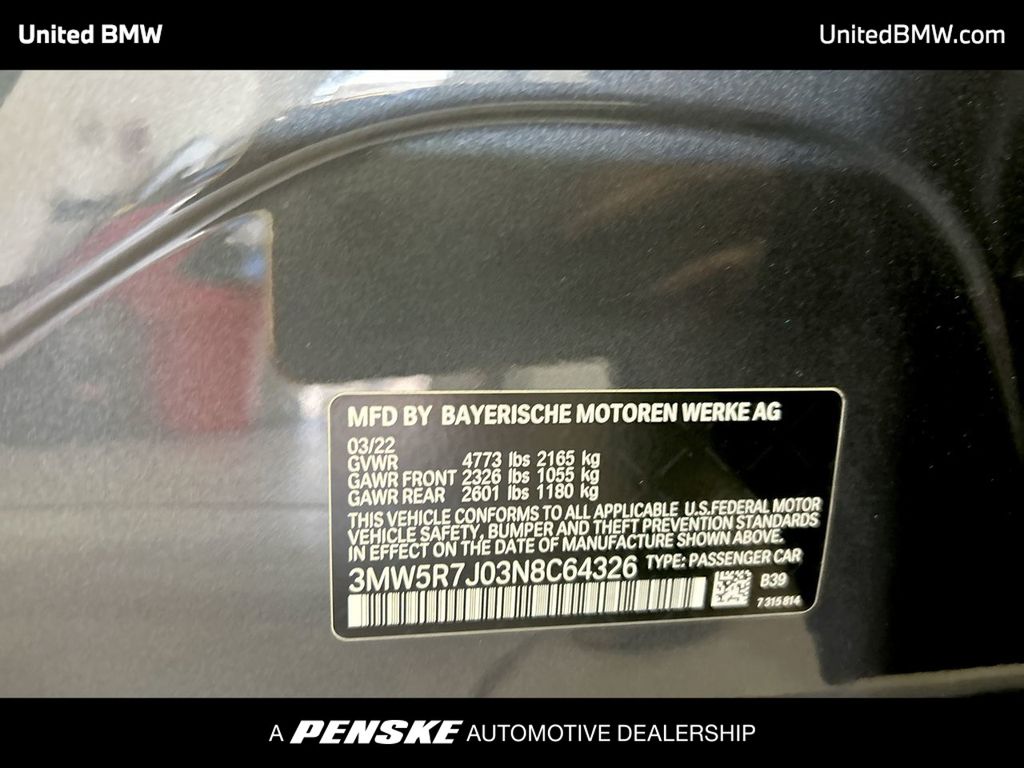 United BMW
UnitedBMW.com
MFD BY BAYERISCHE MOTOREN WERKE AG
03/22
GVWR 4773 lbs 2165 kg
GAWR FRONT 2326 lbs 1055 kg
GAWR REAR 2601 lbs 1180 kg
THIS VEHICLE CONFORMS TO ALL APPLICABLE U.S.FEDERAL MOTOR
VEHICLE SAFETY, BUMPER AND THEFT PREVENTION STANDARDS
IN EFFECT ON THE DATE OF MANUFACTURE SHOWN ABOVE.
3MW5R7J03N8C64326 TYPE: PASSENGER CAR
B39
7 315 814
A PENSKE AUTOMOTIVE DEALERSHIP